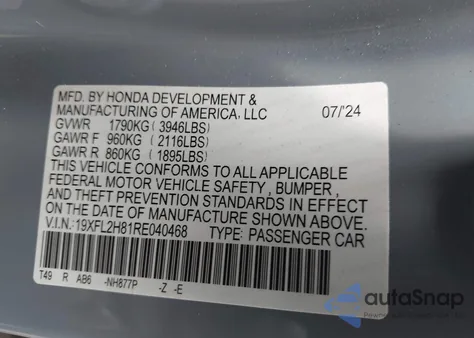 MFD. BY HONDA DEVELOPMENT &
MANUFACTURING OF AMERICA, LLC 07/'24
GVWR 1790KG (3946LBS)
GAWR F 960KG (2116LBS)
GAWR R 860KG (1895LBS)
THIS VEHICLE CONFORMS TO ALL APPLICABLE
FEDERAL MOTOR VEHICLE SAFETY, BUMPER,
AND THEFT PREVENTION STANDARDS IN EFFECT
ON THE DATE OF MANUFACTURE SHOWN ABOVE.
V.I.N.:19XFL2H81RE040468 TYPE: PASSENGER CAR
T49 R AB6 -NH877P -Z -E
autoSnap